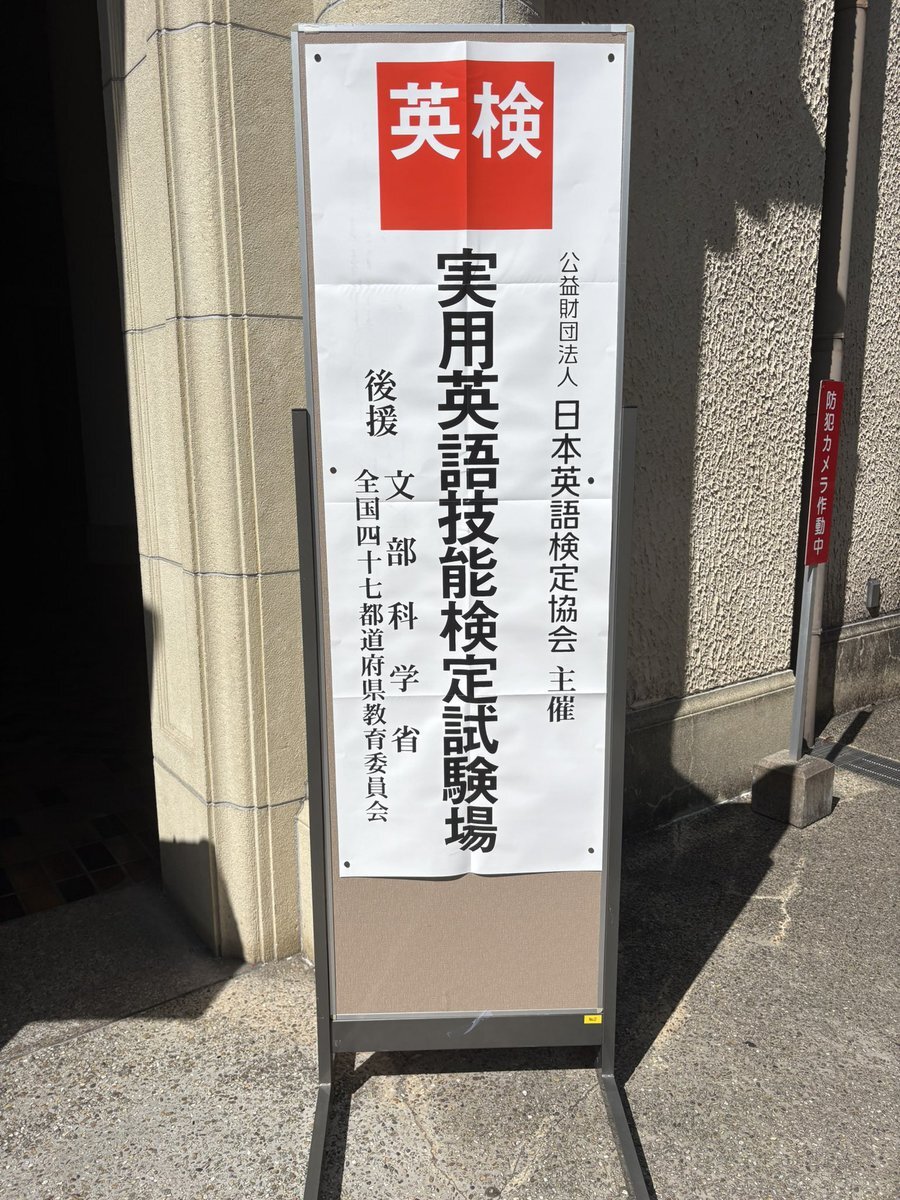 英検
公益財団法人 日本英語検定協会 主催
実用英語技能検定試験場
後援
文部科学省
全国四十七都道府県教育委員会
防犯カメラ作動中